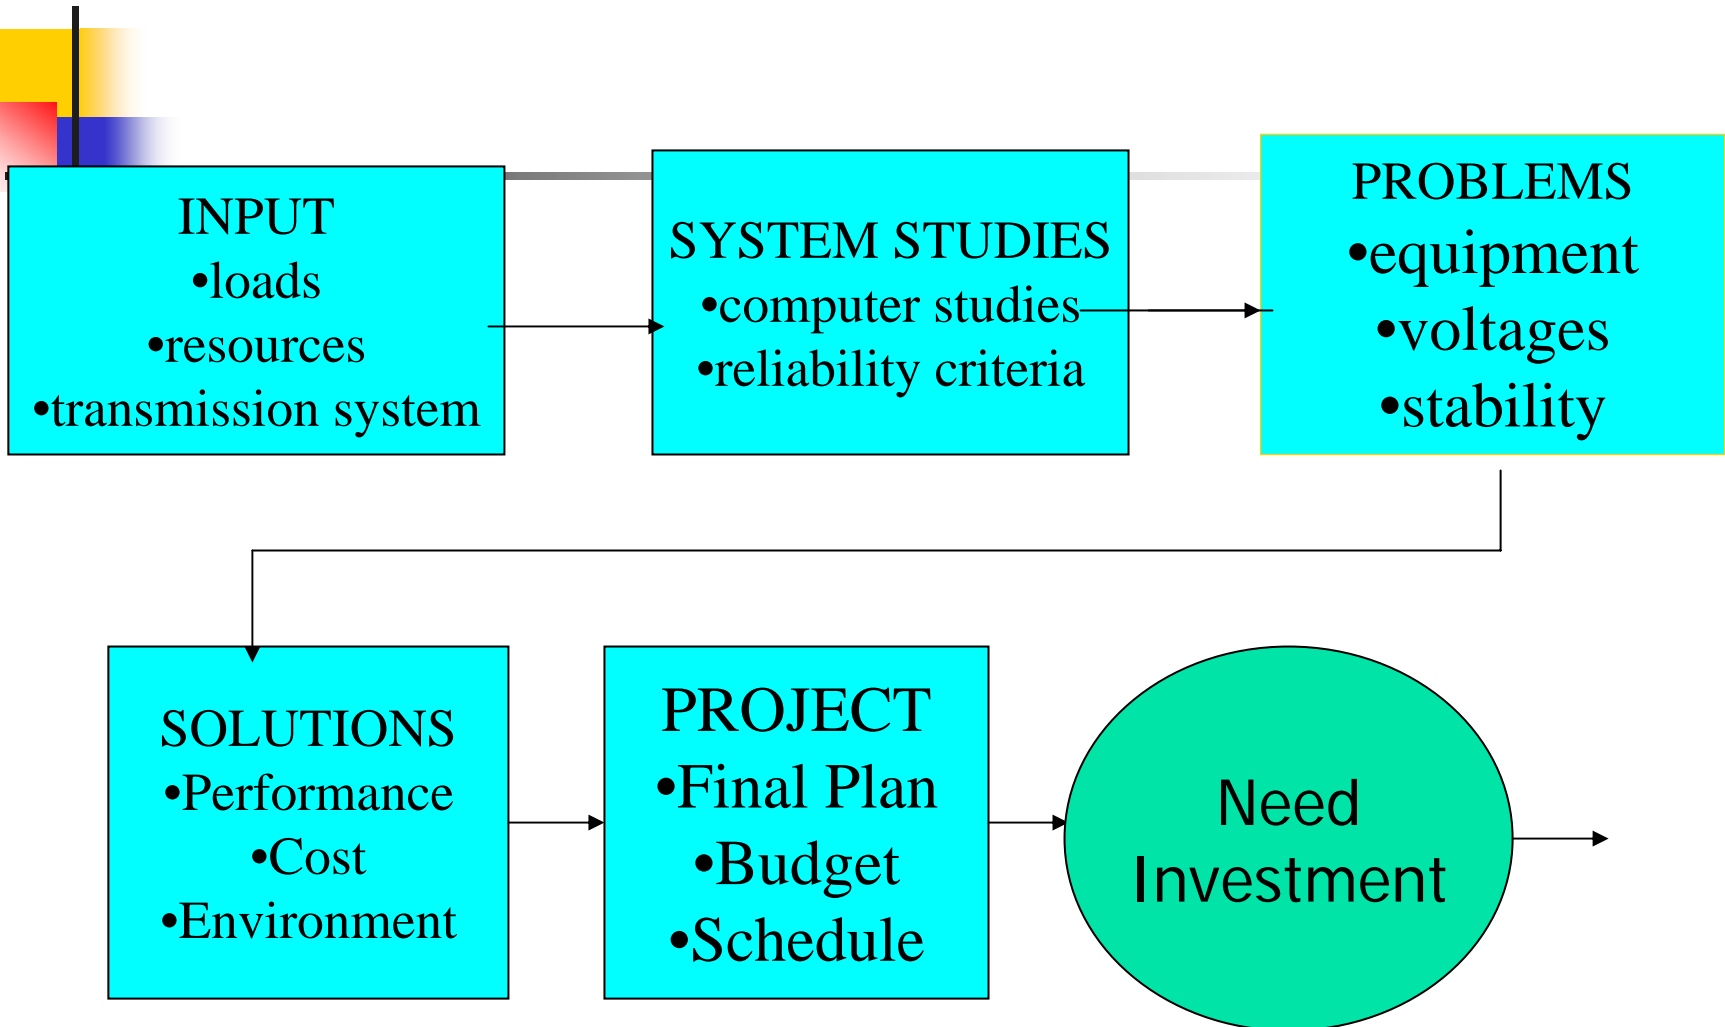 INPUT
•loads
•resources
•transmission system
SYSTEM STUDIES
•computer studies
•reliability criteria
PROBLEMS
•equipment
•voltages
•stability
SOLUTIONS
•Performance
•Cost
•Environment
PROJECT
•Final Plan
•Budget
•Schedule
Need
Investment